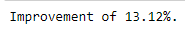 Improvement of 13.12%.